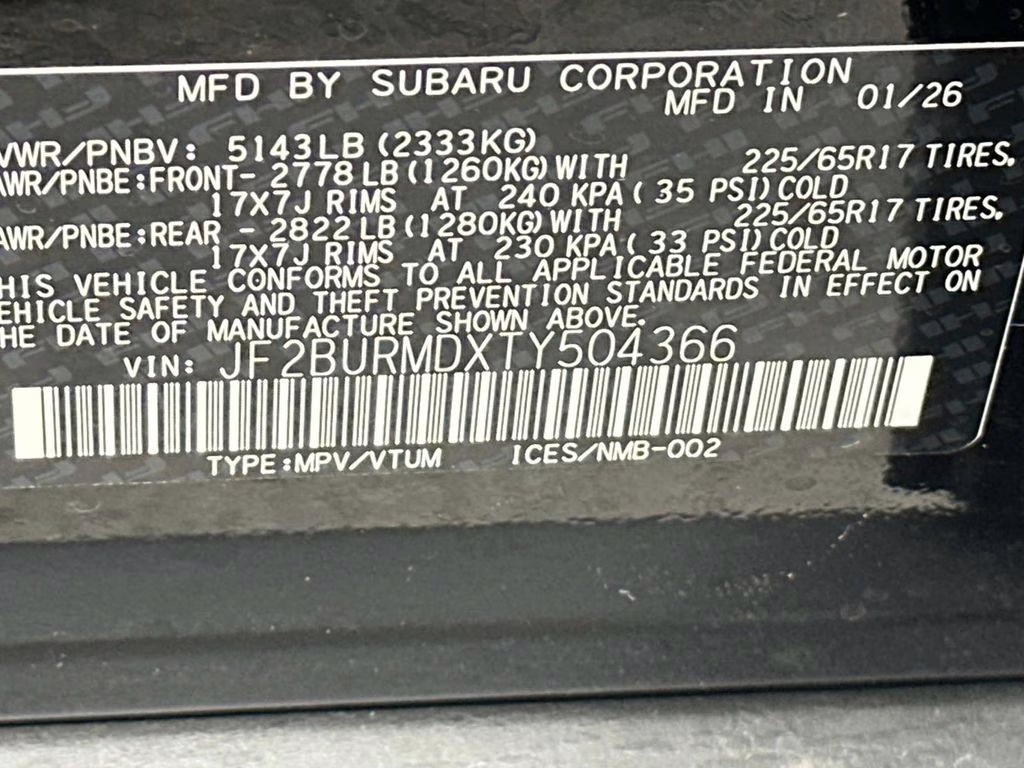 MFD BY SUBARU CORPORATION
MFD IN 01/26
VWR/PNBV: 5143LB (2333KG)
AWR/PNBE:FRONT- 2778 LB (1260KG) WITH 225/65R17 TIRES.
17X7J RIMS AT 240 KPA ( 35 PSI) COLD
AWR/PNBE:REAR - 2822 LB (1280KG) WITH 225/65R17 TIRES.
17X7J RIMS AT 230 KPA ( 33 PSI) COLD
HIS VEHICLE CONFORMS TO ALL APPLICABLE FEDERAL MOTOR
EHICLE SAFETY AND THEFT PREVENTION STANDARDS IN EFFECT ON
HE DATE OF MANUFACTURE SHOWN ABOVE.
VIN: JF2BURMDXTY504366
TYPE:MPV/VTUM ICES/NMB-002